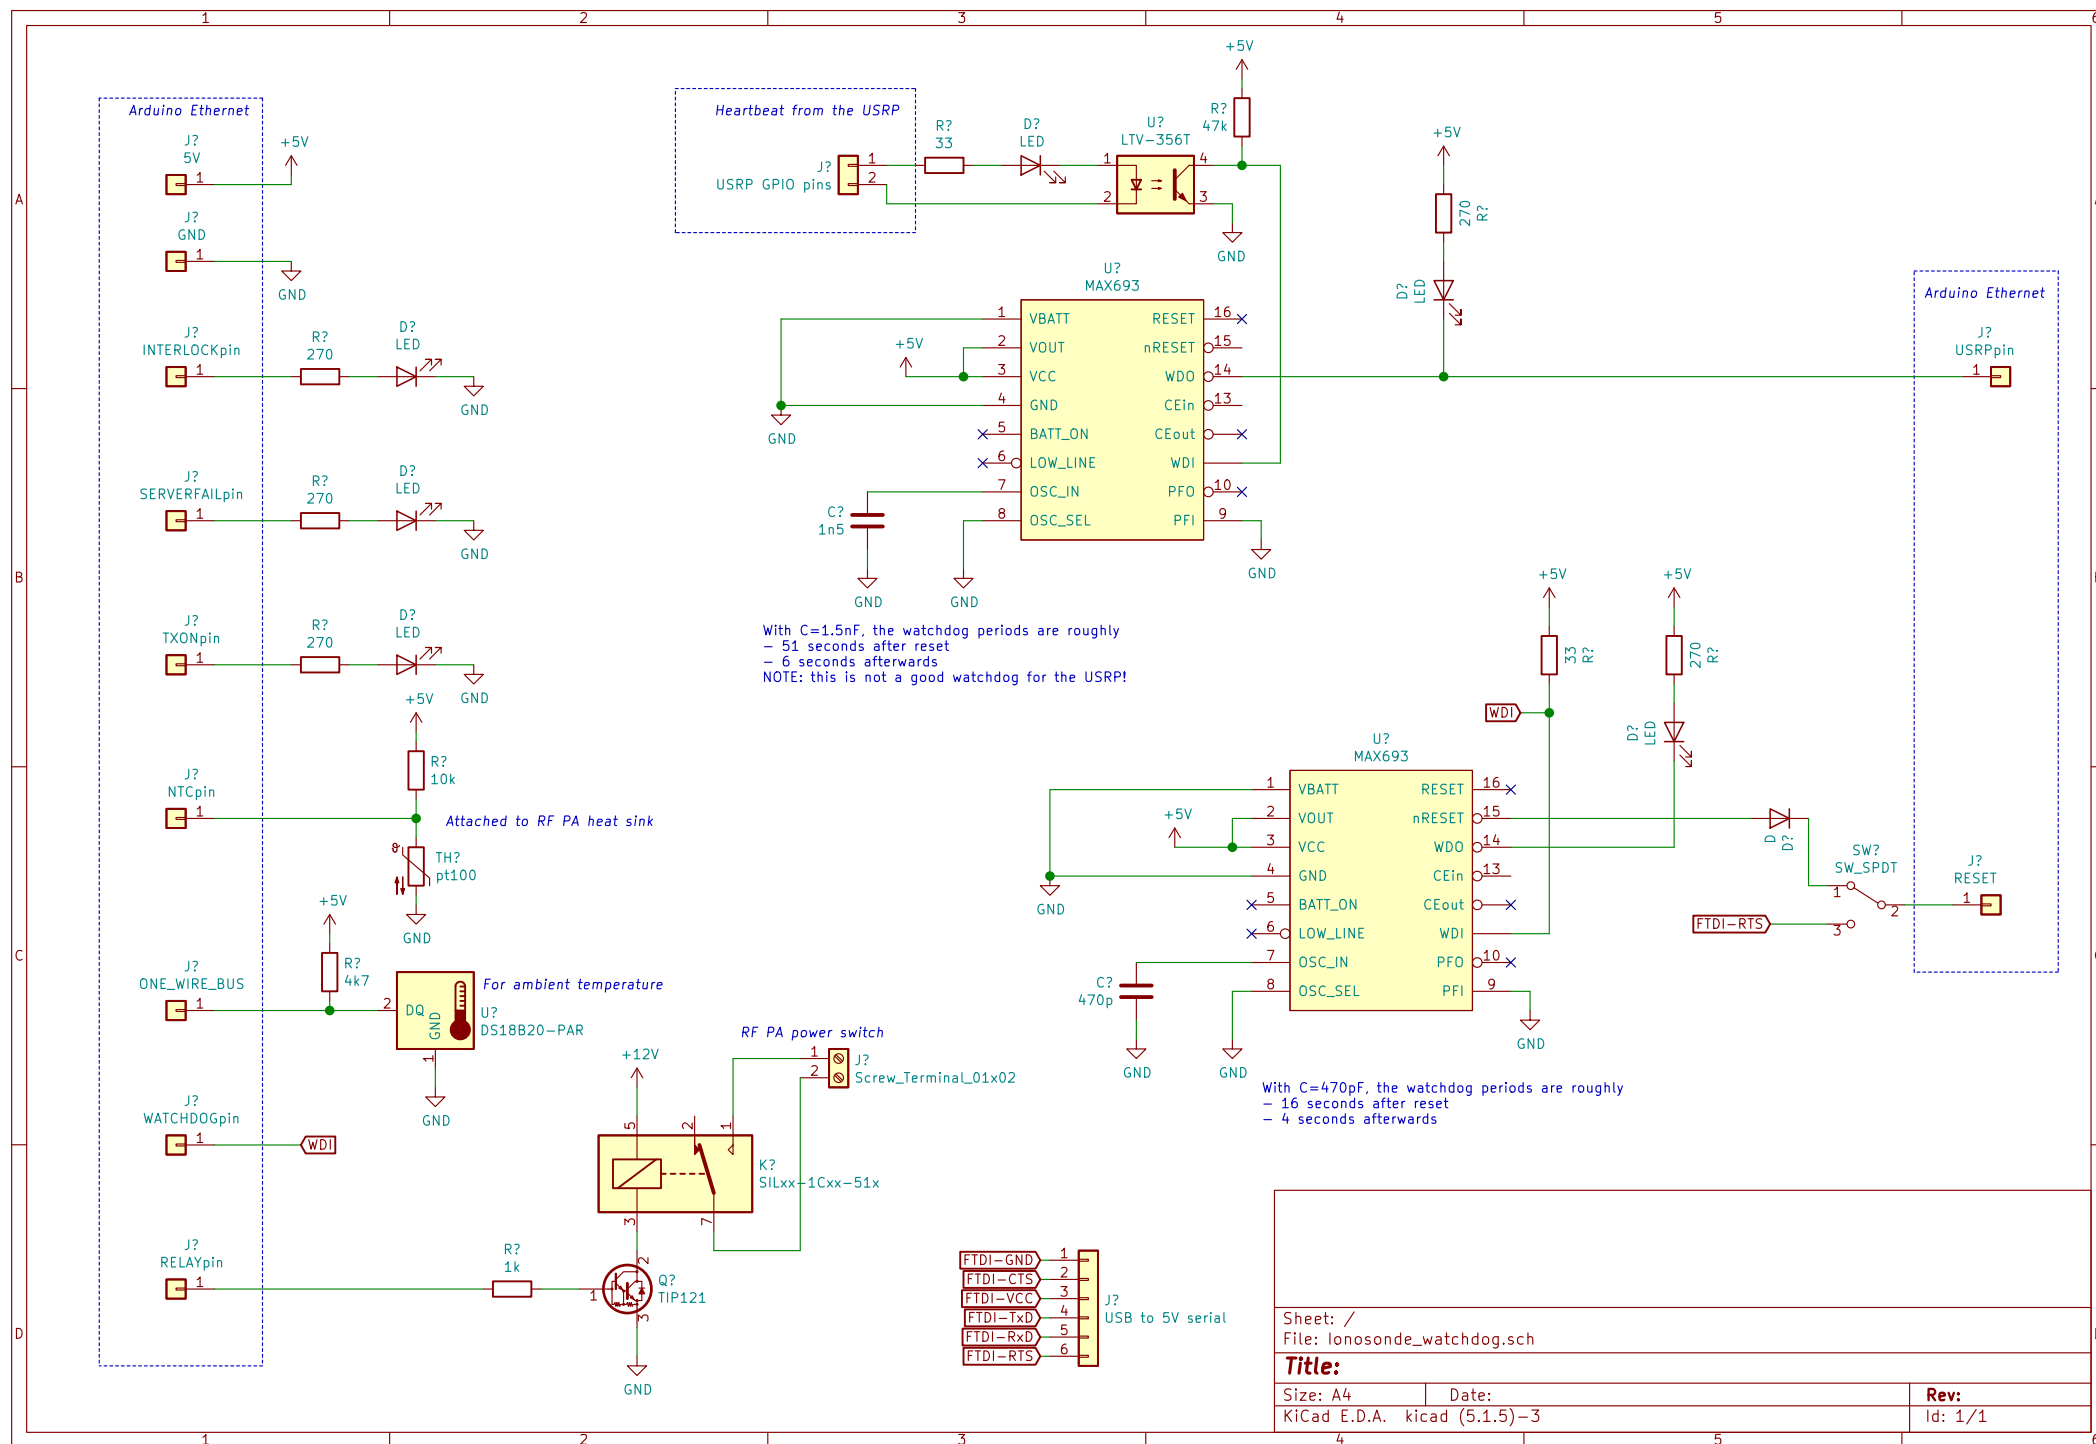 1 2 3 4 5 6
A
B
C
D
Arduino Ethernet
J?
5V
1
+5V
J?
GND
1
GND
J?
INTERLOCKpin
1
R?
270
D?
LED
GND
J?
SERVERFAILpin
1
R?
270
D?
LED
GND
J?
TXONpin
1
R?
270
D?
LED
GND
+5V
R?
10k
J?
NTCpin
1
Attached to RF PA heat sink
TH?
pt100
GND
+5V
R?
4k7
J?
ONE_WIRE_BUS
1
For ambient temperature
2
DQ
GND
1
U?
DS18B20-PAR
GND
J?
WATCHDOGpin
1
WDI
J?
RELAYpin
1
R?
1k
1
2
3
Q?
TIP121
GND
+12V
RF PA power switch
1
2
J?
Screw_Terminal_01x02
5
2
1
3
7
K?
SILxx-1Cxx-51x
Heartbeat from the USRP
J?
USRP GPIO pins
1
2
R?
33
D?
LED
U?
LTV-356T
1
2
4
3
GND
+5V
R?
47k
U?
MAX693
1 VBATT
2 VOUT
3 VCC
4 GND
5 BATT_ON
6 LOW_LINE
7 OSC_IN
8 OSC_SEL
RESET 16
nRESET 15
WDO 14
CEin 13
CEout
WDI
PFO 10
PFI 9
+5V
GND
C?
1n5
GND
GND
GND
With C=1.5nF, the watchdog periods are roughly
- 51 seconds after reset
- 6 seconds afterwards
NOTE: this is not a good watchdog for the USRP!
+5V
270
R?
D?
LED
Arduino Ethernet
J?
USRPpin
1
+5V
33
R?
WDI
+5V
270
R?
D?
LED
U?
MAX693
1 VBATT
2 VOUT
3 VCC
4 GND
5 BATT_ON
6 LOW_LINE
7 OSC_IN
8 OSC_SEL
RESET 16
nRESET 15
WDO 14
CEin 13
CEout
WDI
PFO 10
PFI 9
+5V
GND
C?
470p
GND
GND
GND
With C=470pF, the watchdog periods are roughly
- 16 seconds after reset
- 4 seconds afterwards
D
D?
SW?
SW_SPDT
1
2
3
FTDI-RTS
J?
RESET
1
FTDI-GND 1
FTDI-CTS 2
FTDI-VCC 3
FTDI-TxD 4
FTDI-RxD 5
FTDI-RTS 6
J?
USB to 5V serial
Sheet: /
File: Ionosonde_watchdog.sch
Title:
Size: A4 Date: Rev:
KiCad E.D.A. kicad (5.1.5)-3 Id: 1/1
1 2 3 4 5 6